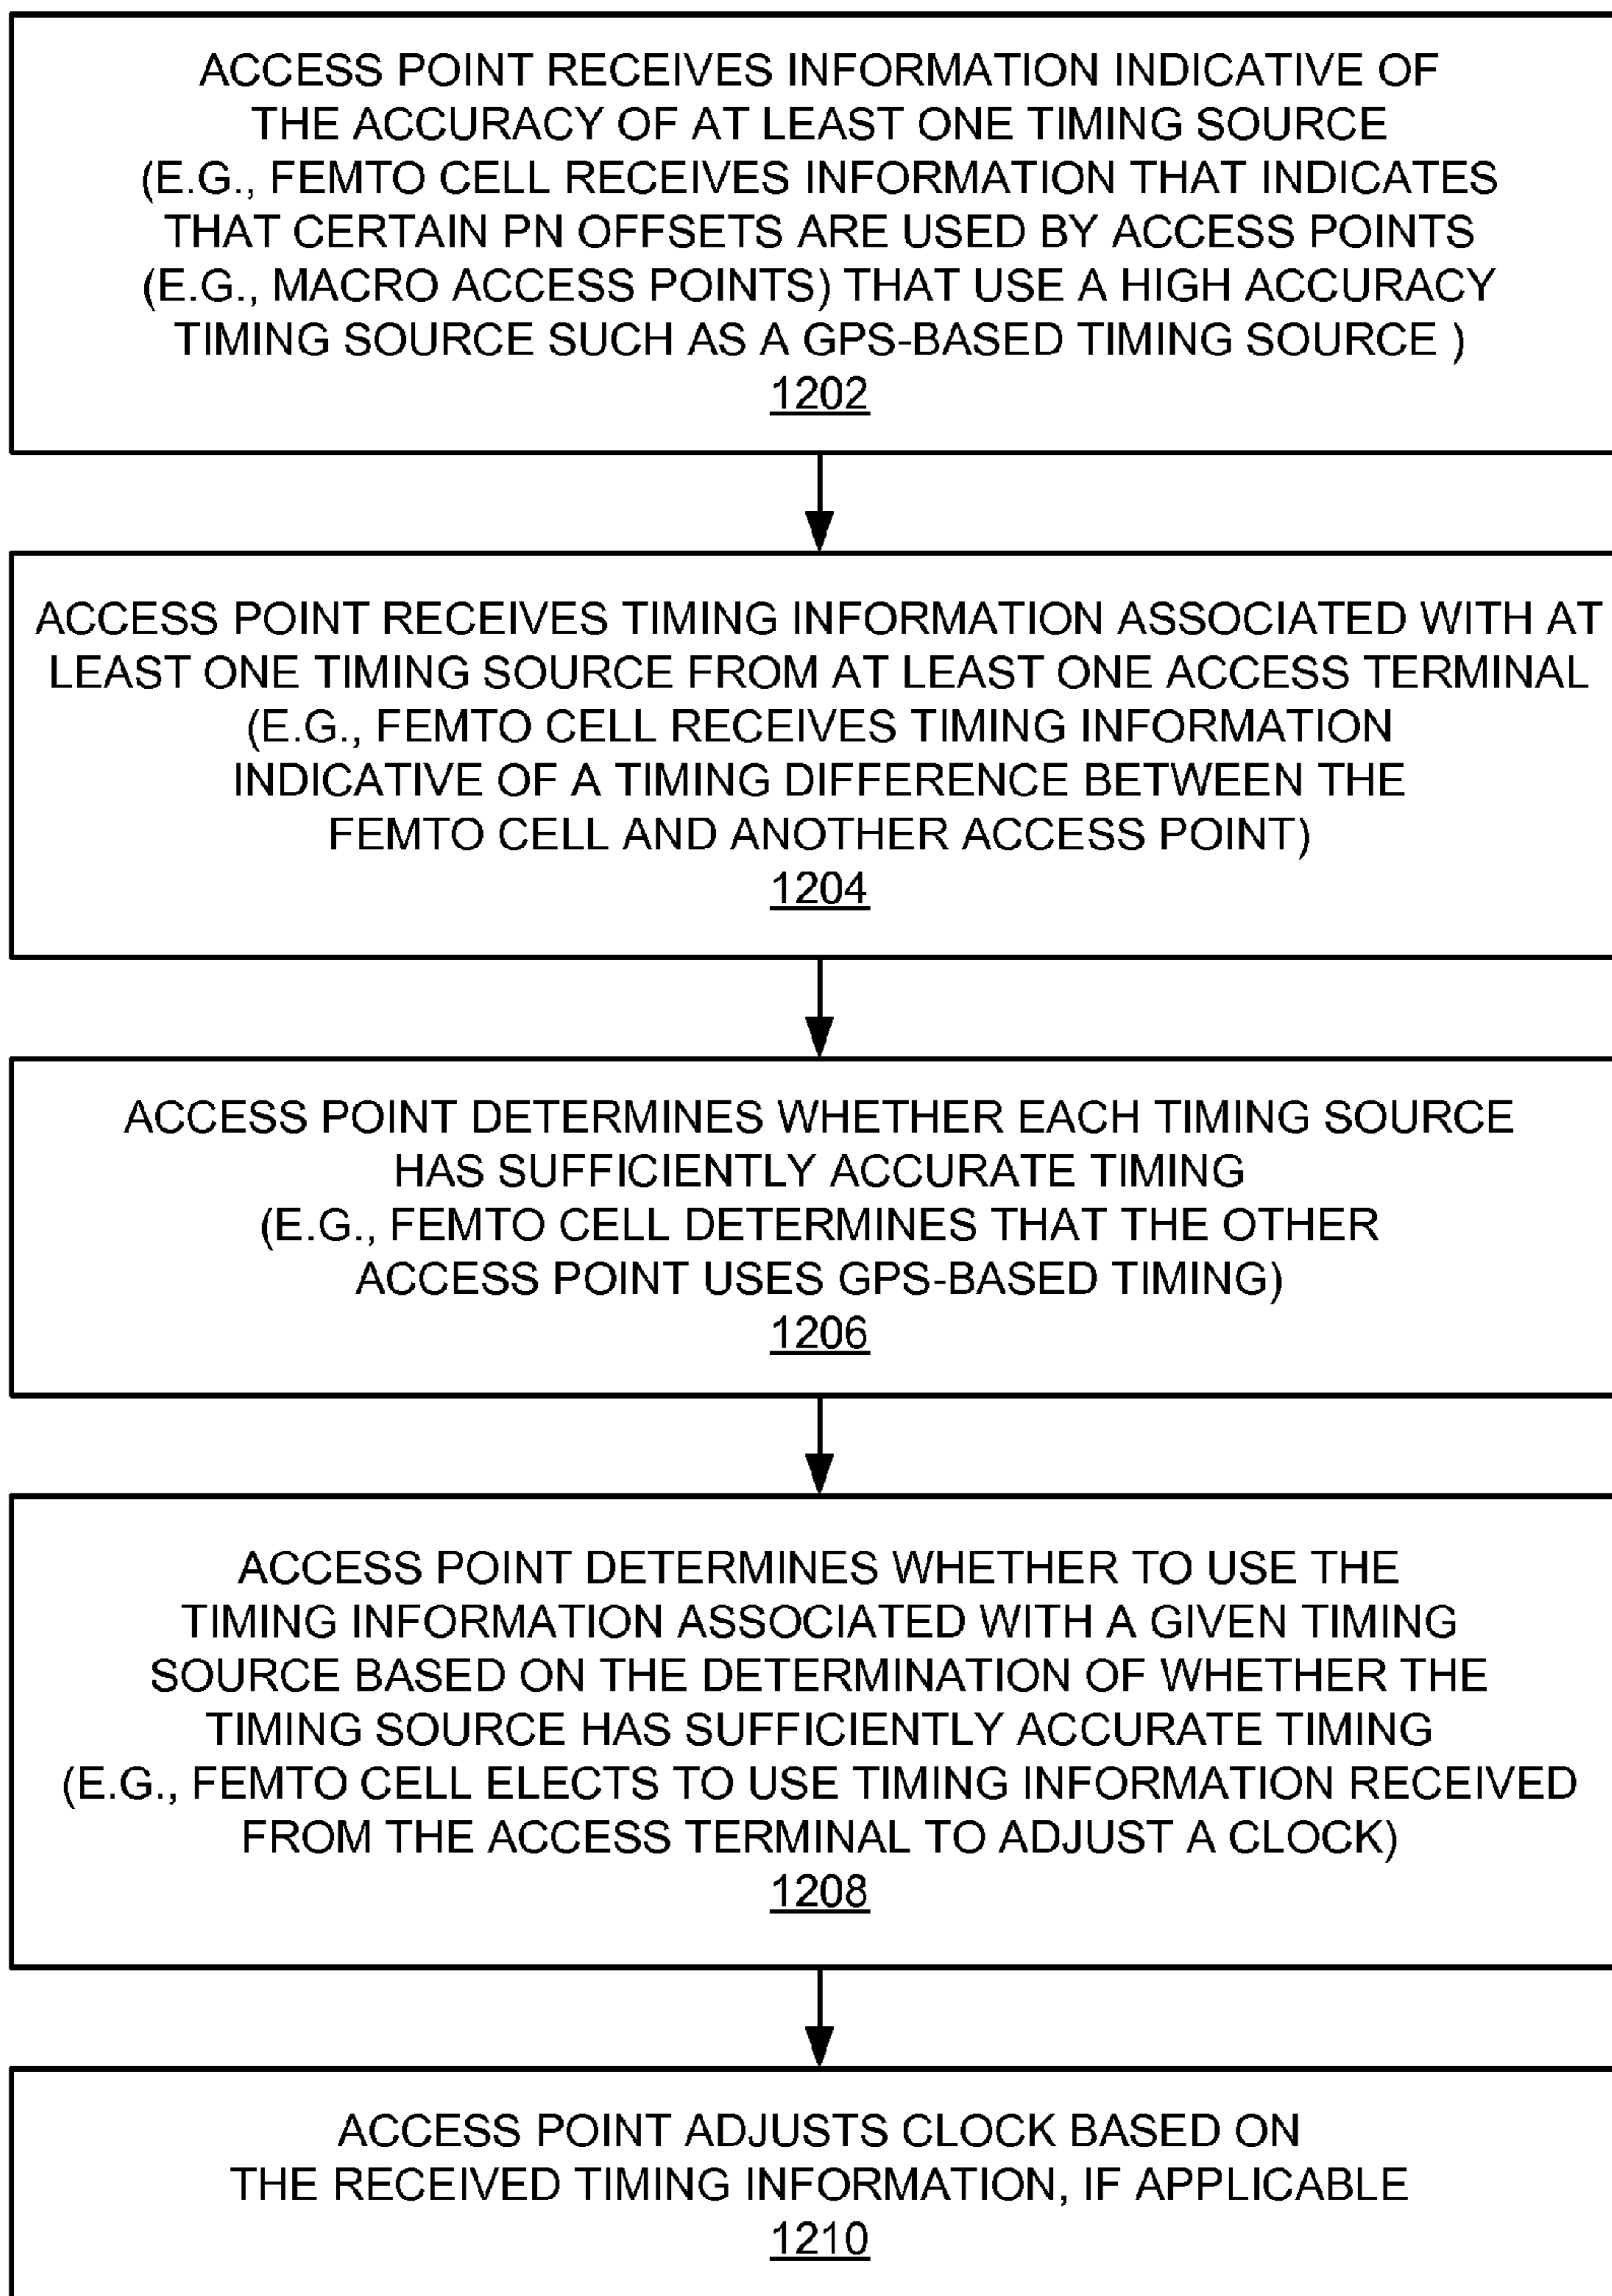 ACCESS POINT RECEIVES INFORMATION INDICATIVE OF
THE ACCURACY OF AT LEAST ONE TIMING SOURCE
(E.G., FEMTO CELL RECEIVES INFORMATION THAT INDICATES
THAT CERTAIN PN OFFSETS ARE USED BY ACCESS POINTS
(E.G., MACRO ACCESS POINTS) THAT USE A HIGH ACCURACY
TIMING SOURCE SUCH AS A GPS-BASED TIMING SOURCE )
1202
ACCESS POINT RECEIVES TIMING INFORMATION ASSOCIATED WITH AT
LEAST ONE TIMING SOURCE FROM AT LEAST ONE ACCESS TERMINAL
(E.G., FEMTO CELL RECEIVES TIMING INFORMATION
INDICATIVE OF A TIMING DIFFERENCE BETWEEN THE
FEMTO CELL AND ANOTHER ACCESS POINT)
1204
ACCESS POINT DETERMINES WHETHER EACH TIMING SOURCE
HAS SUFFICIENTLY ACCURATE TIMING
(E.G., FEMTO CELL DETERMINES THAT THE OTHER
ACCESS POINT USES GPS-BASED TIMING)
1206
ACCESS POINT DETERMINES WHETHER TO USE THE
TIMING INFORMATION ASSOCIATED WITH A GIVEN TIMING
SOURCE BASED ON THE DETERMINATION OF WHETHER THE
TIMING SOURCE HAS SUFFICIENTLY ACCURATE TIMING
(E.G., FEMTO CELL ELECTS TO USE TIMING INFORMATION RECEIVED
FROM THE ACCESS TERMINAL TO ADJUST A CLOCK)
1208
ACCESS POINT ADJUSTS CLOCK BASED ON
THE RECEIVED TIMING INFORMATION, IF APPLICABLE
1210